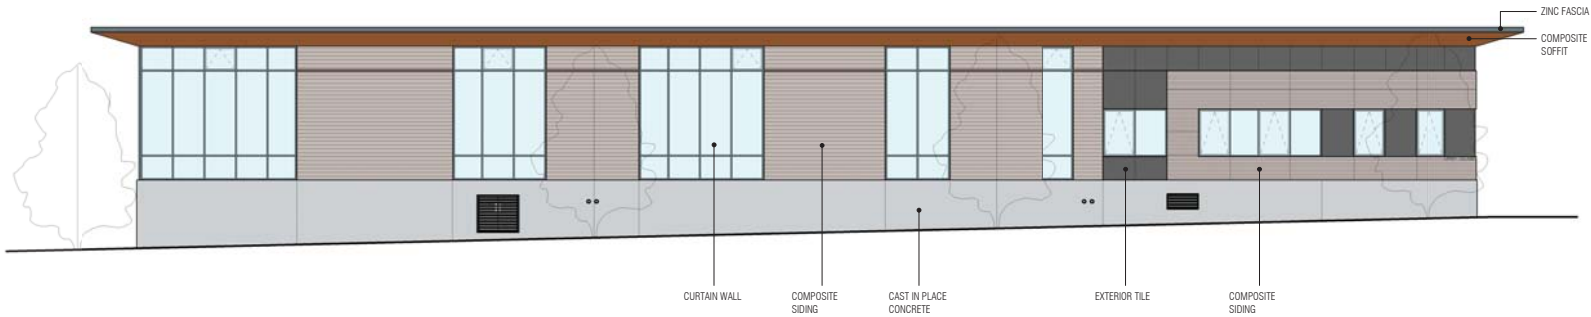 ZINC FASCIA
COMPOSITE
SOFFIT
CURTAIN WALL
COMPOSITE
SIDING
CAST IN PLACE
CONCRETE
EXTERIOR TILE
COMPOSITE
SIDING